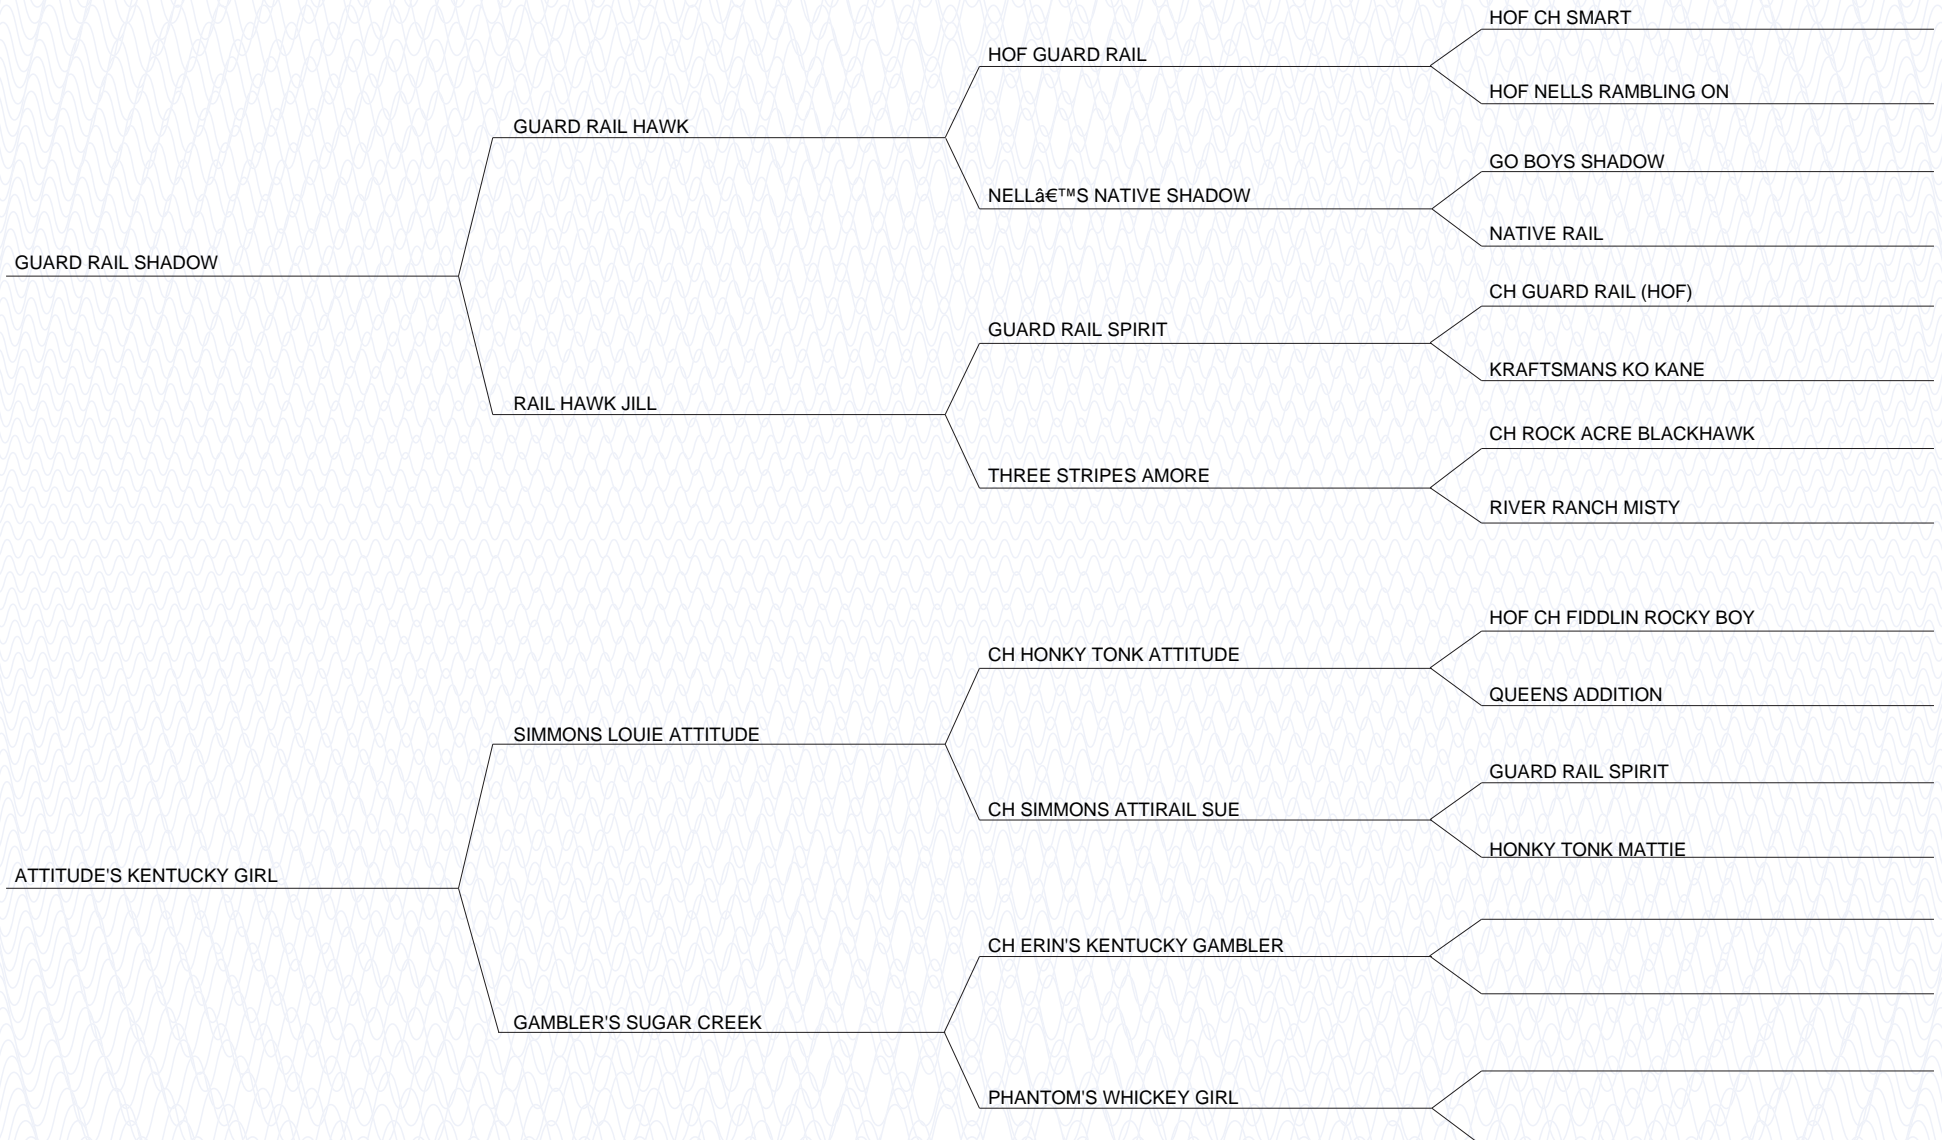 HOF CH SMART
HOF GUARD RAIL
HOF NELLS RAMBLING ON
GUARD RAIL HAWK
GO BOYS SHADOW
NELLâ€™S NATIVE SHADOW
NATIVE RAIL
GUARD RAIL SHADOW
CH GUARD RAIL (HOF)
GUARD RAIL SPIRIT
KRAFTSMANS KO KANE
RAIL HAWK JILL
CH ROCK ACRE BLACKHAWK
THREE STRIPES AMORE
RIVER RANCH MISTY
HOF CH FIDDLIN ROCKY BOY
CH HONKY TONK ATTITUDE
QUEENS ADDITION
SIMMONS LOUIE ATTITUDE
GUARD RAIL SPIRIT
CH SIMMONS ATTIRAIL SUE
HONKY TONK MATTIE
ATTITUDE'S KENTUCKY GIRL
CH ERIN'S KENTUCKY GAMBLER
GAMBLER'S SUGAR CREEK
PHANTOM'S WHICKEY GIRL